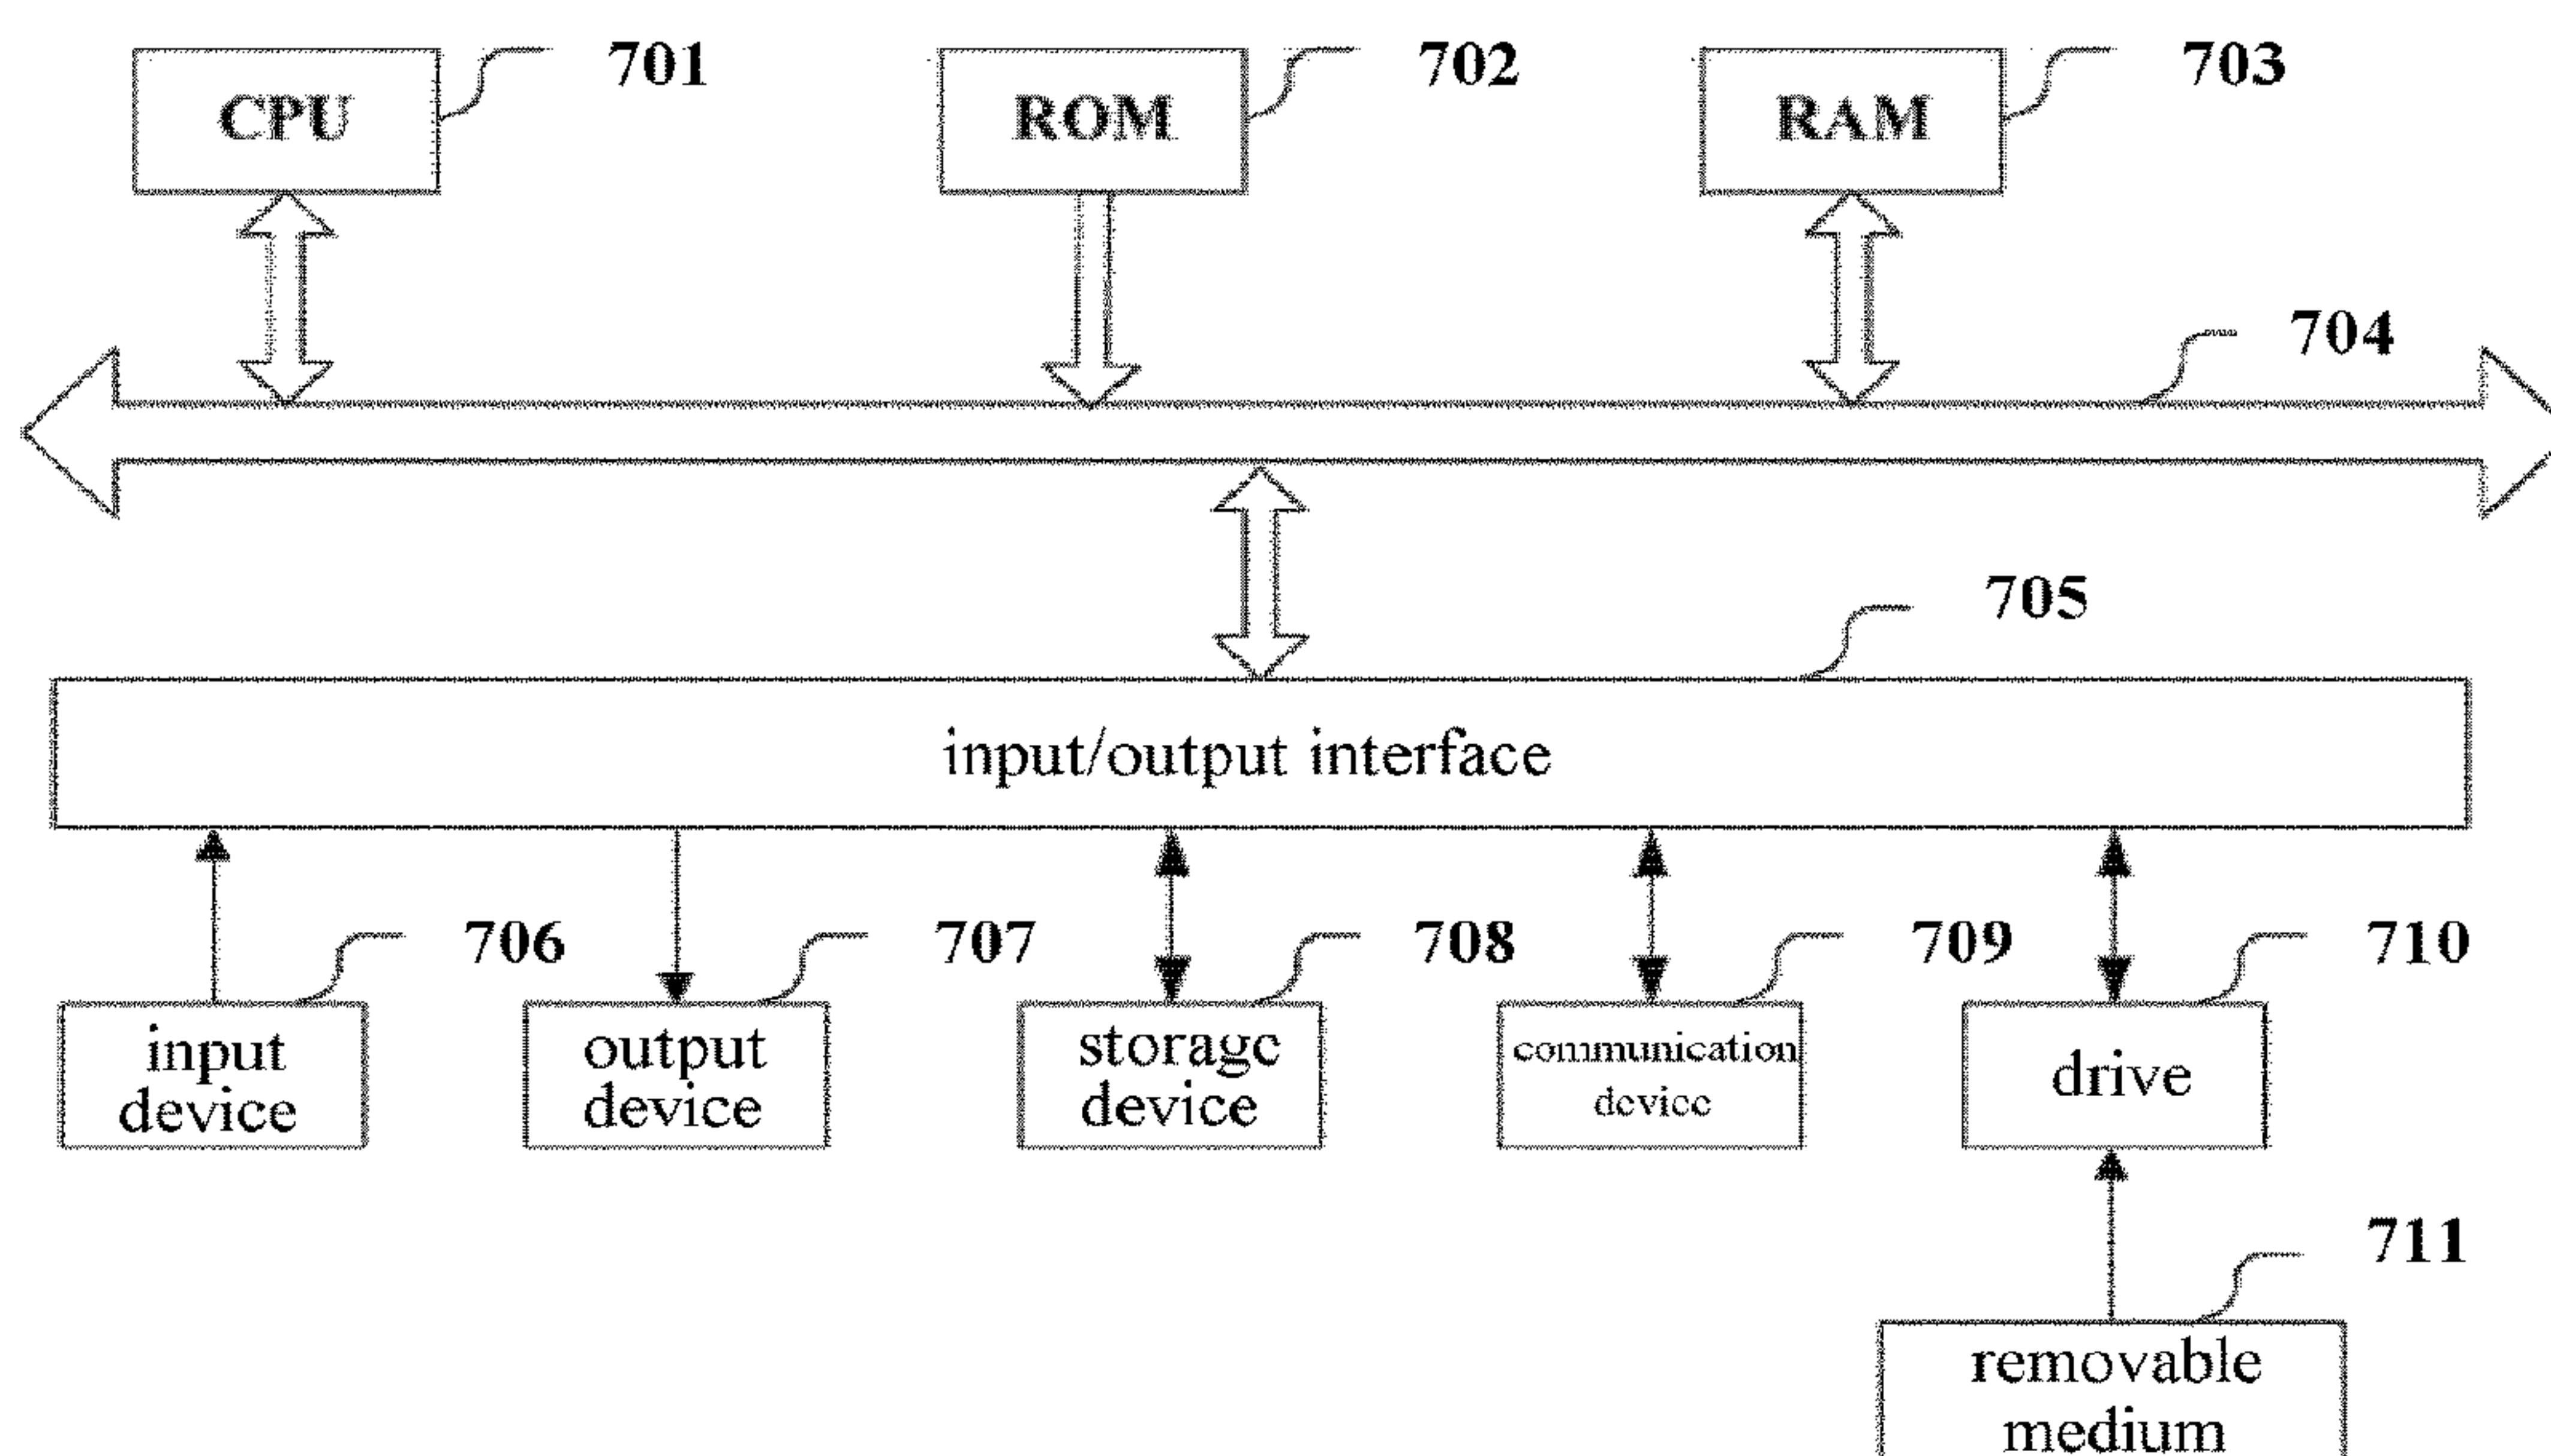 CPU 701 ROM 702 RAM 703
704
705
input/output interface
706 707 708 709 710
input
device
output
device
storage
device
communication
device
drive
711
removable
medium